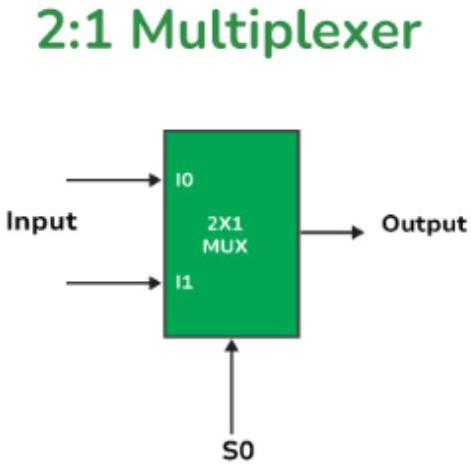 2:1 Multiplexer
I0
Input
2X1
MUX
Output
I1
S0